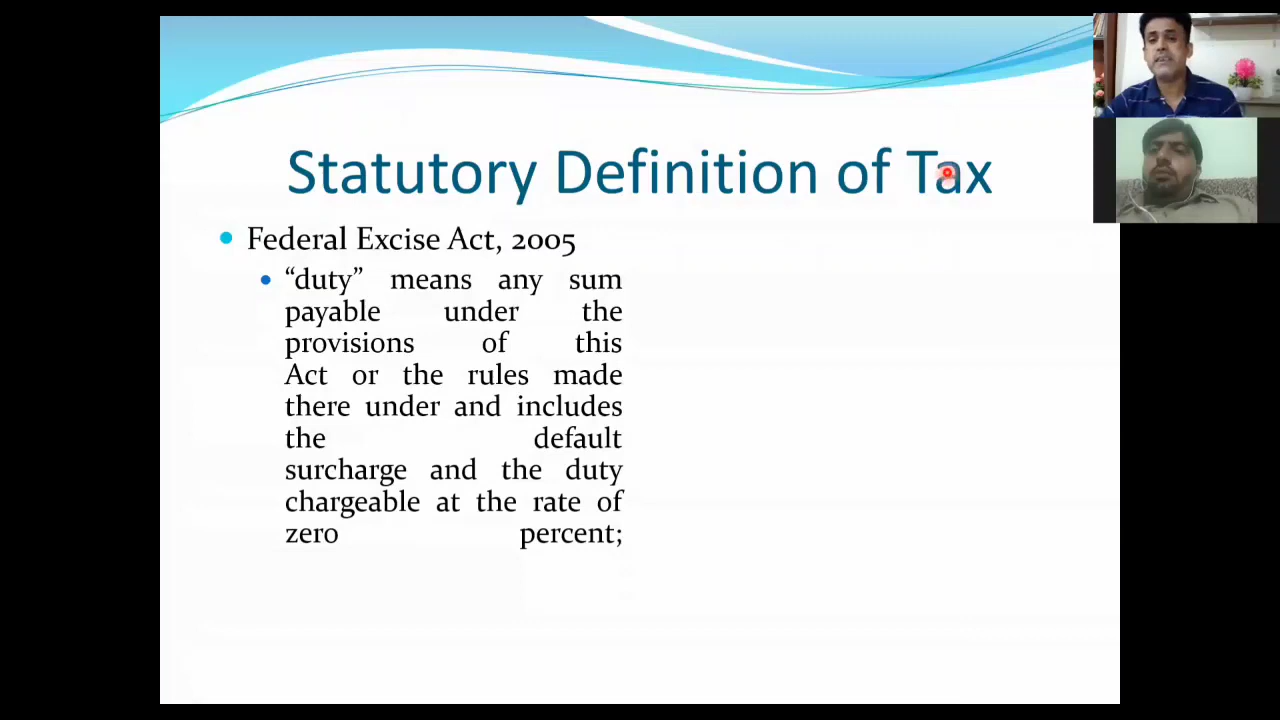 Statutory Definition of Tax
Federal Excise Act, 2005
“duty” means any sum
payable under the
provisions of this
Act or the rules made
there under and includes
the default
surcharge and the duty
chargeable at the rate of
zero percent;